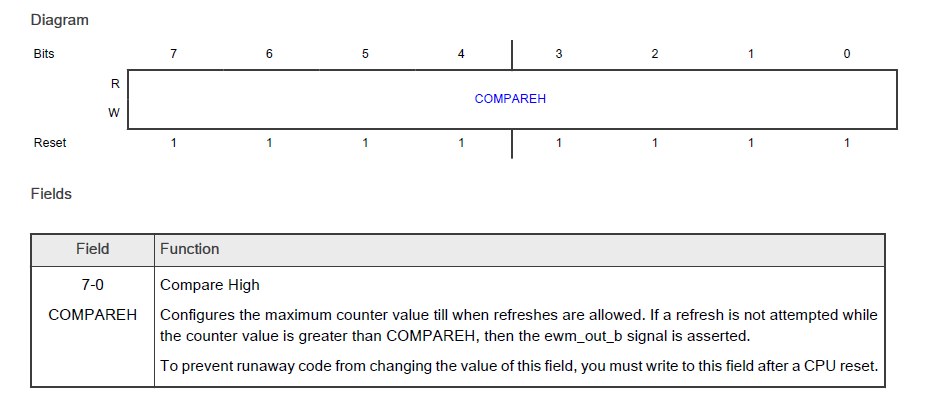 Diagram
Bits 7 6 5 4 3 2 1 0
R
COMPAREH
W
Reset 1 1 1 1 1 1 1 1
Fields
Field Function
7-0 Compare High
COMPAREH Configures the maximum counter value till when refreshes are allowed. If a refresh is not attempted while
the counter value is greater than COMPAREH, then the ewm_out_b signal is asserted.
To prevent runaway code from changing the value of this field, you must write to this field after a CPU reset.